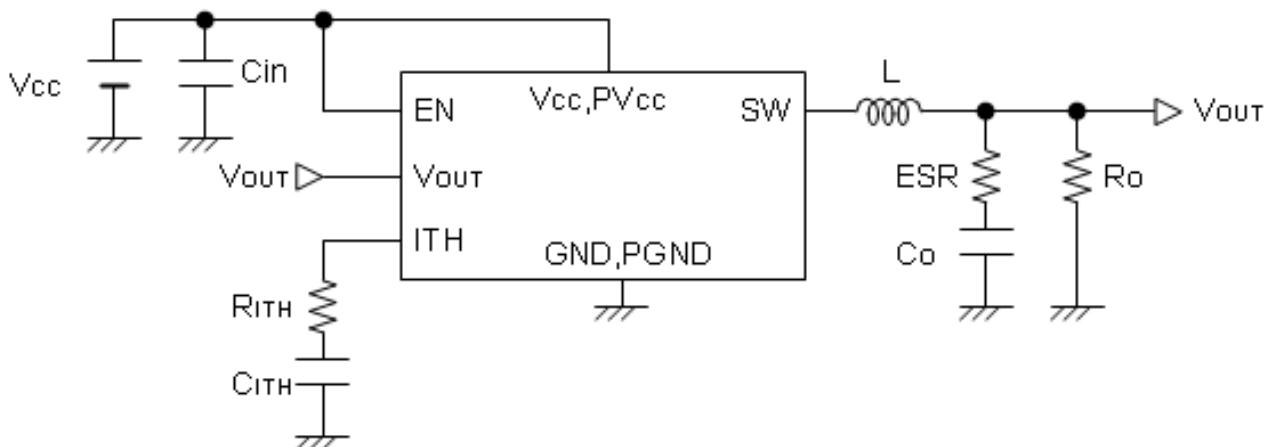 L
Vcc
Cin
Vcc,PVcc
EN
SW
VOUT
VOUT
VOUT
ESR
Ro
ITH
GND,PGND
Co
RITH
CITH